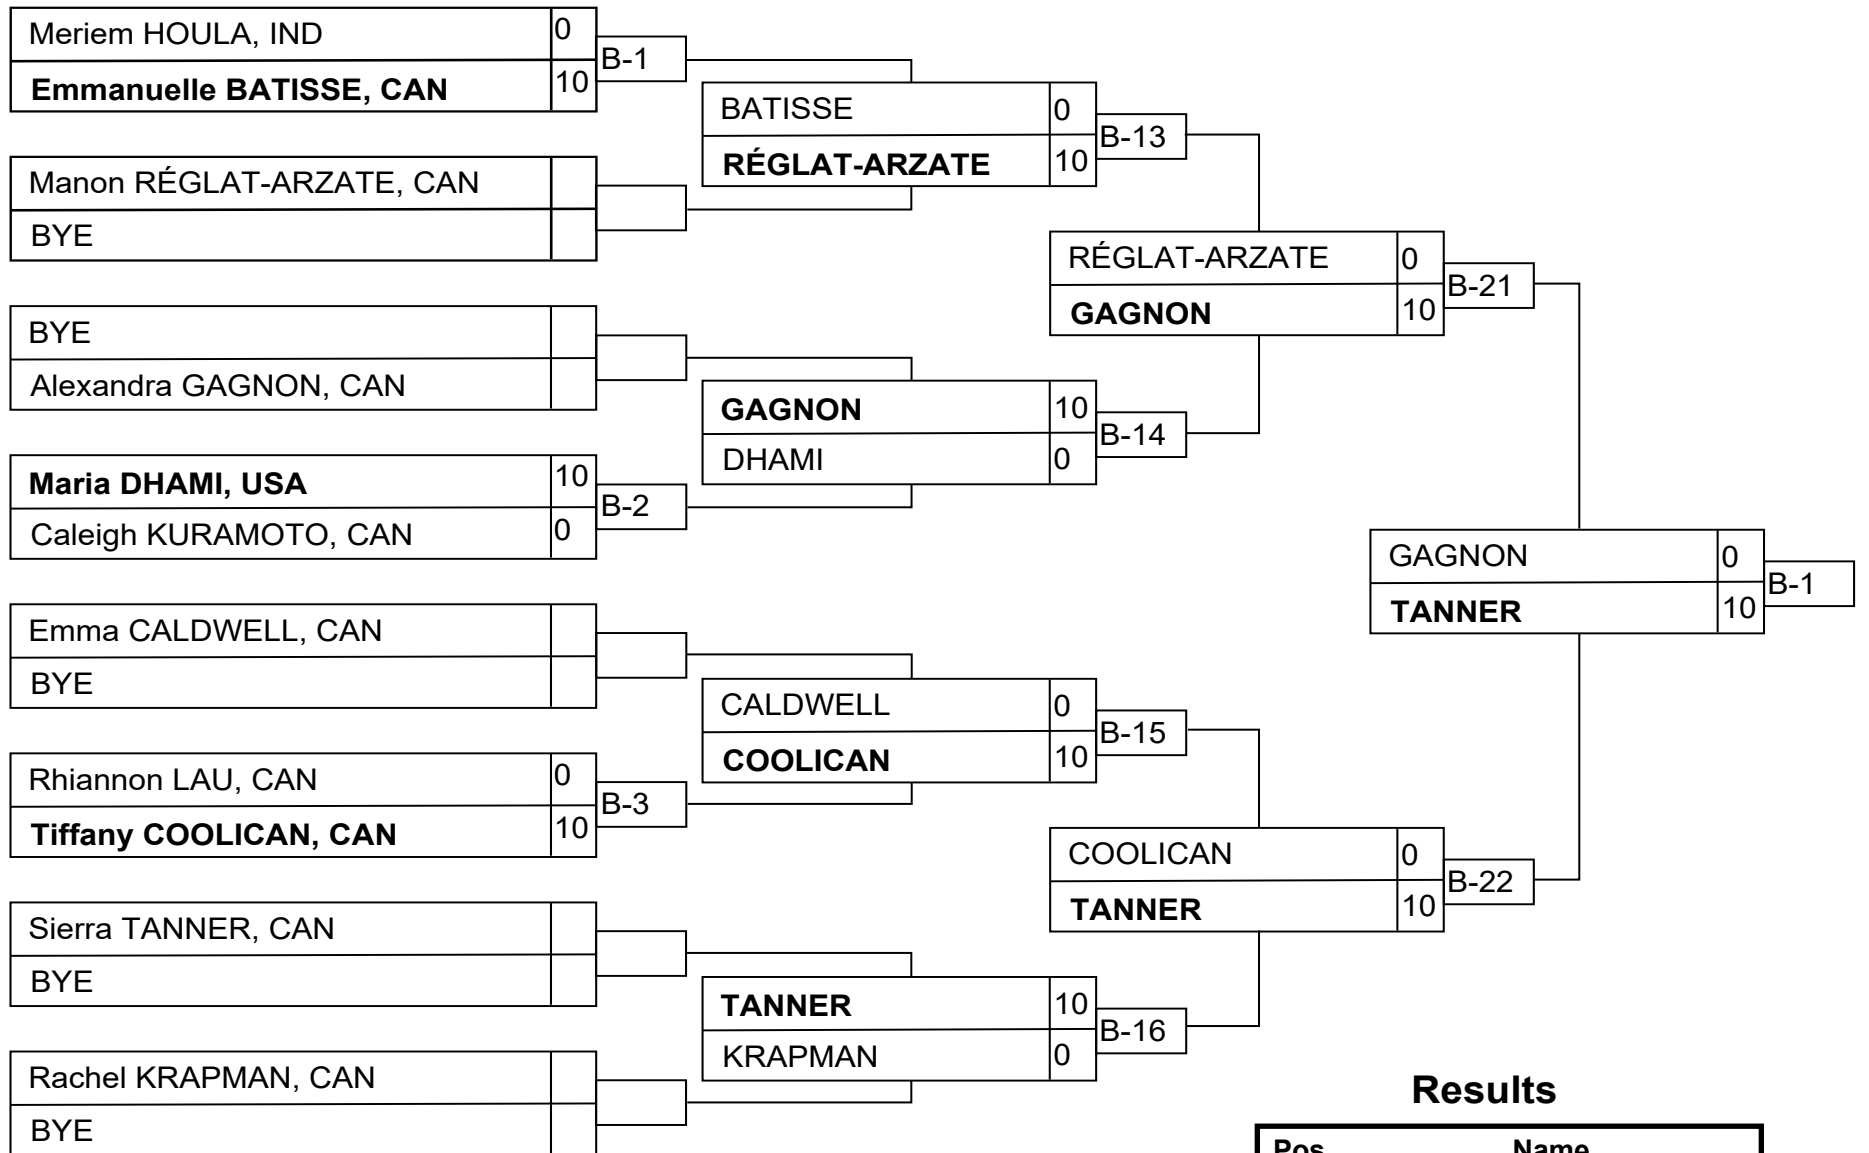 Meriem HOULA, IND 0
Emmanuelle BATISSE, CAN 10
B-1
Manon RÉGLAT-ARZATE, CAN
BYE
BYE
Alexandra GAGNON, CAN
Maria DHAMI, USA 10
Caleigh KURAMOTO, CAN 0
B-2
Emma CALDWELL, CAN
BYE
Rhiannon LAU, CAN 0
Tiffany COOLICAN, CAN 10
B-3
Sierra TANNER, CAN
BYE
Rachel KRAPMAN, CAN
BYE
BATISSE 0
RÉGLAT-ARZATE 10
B-13
GAGNON 10
DHAMI 0
B-14
CALDWELL 0
COOLICAN 10
B-15
TANNER 10
KRAPMAN 0
B-16
RÉGLAT-ARZATE 0
GAGNON 10
B-21
COOLICAN 0
TANNER 10
B-22
GAGNON 0
TANNER 10
B-1
Results
Pos Name